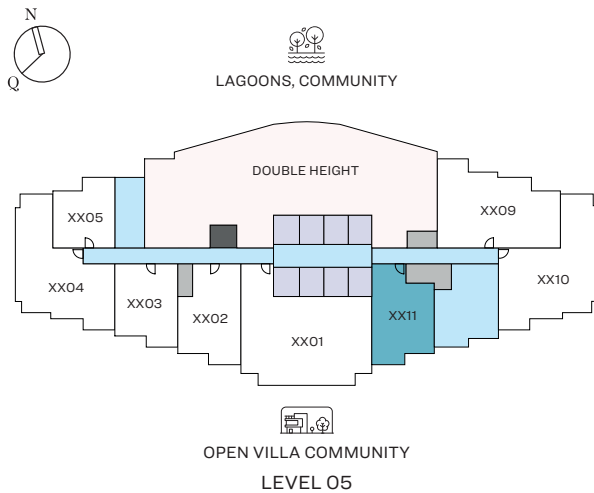 N
Q
LAGOONS, COMMUNITY
DOUBLE HEIGHT
XX05
XX09
XX04
XX10
XX03
XX02
XX11
XX01
OPEN VILLA COMMUNITY
LEVEL 05